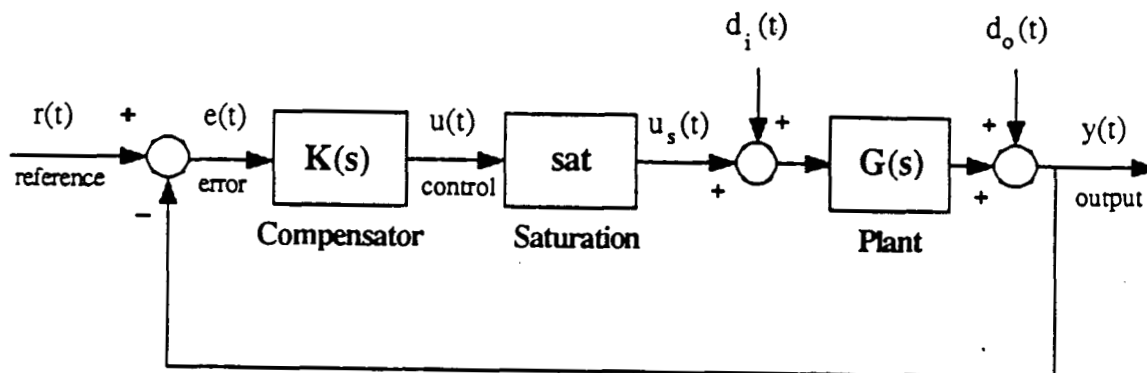 d_i(t)
d_o(t)
r(t)
+
e(t)
u(t)
u_s(t)
+
+
y(t)
K(s)
sat
G(s)
reference
error
control
+
+
output
−
Compensator
Saturation
Plant